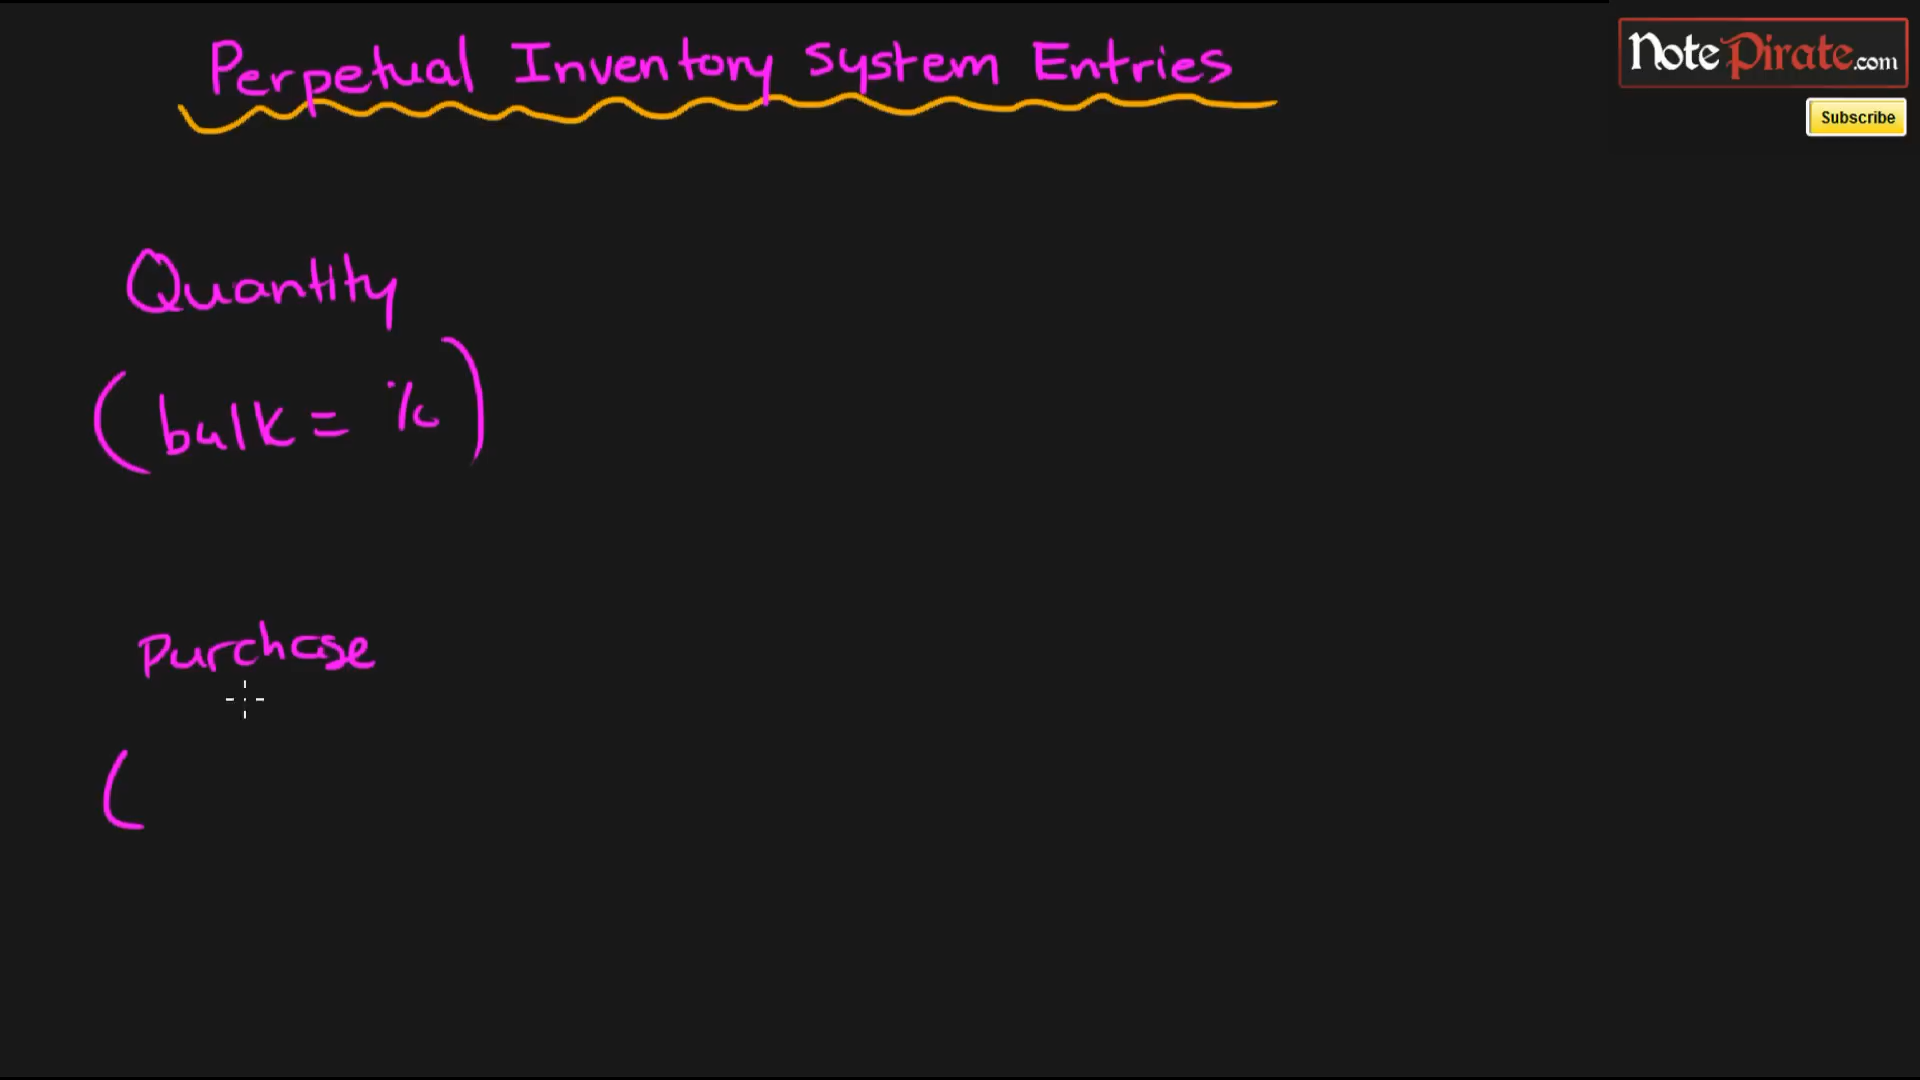 Perpetual Inventory System Entries
NotePirate.com
Subscribe
Quantity
(bulk = %)
Purchase
(